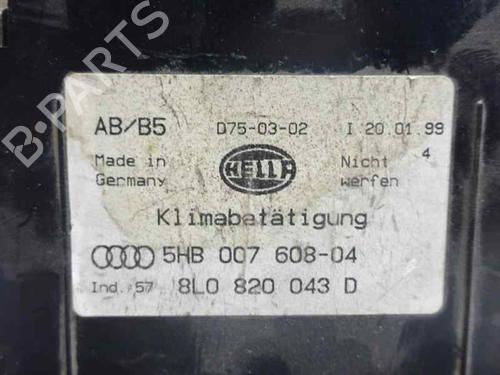 AB/B5 D75-03-02 I 20.01.99
Made in Germany HELLA Nicht werfen 4
Klimabetätigung
5HB 007 608-04
Ind. 57 8L0 820 043 D
B-PARTS